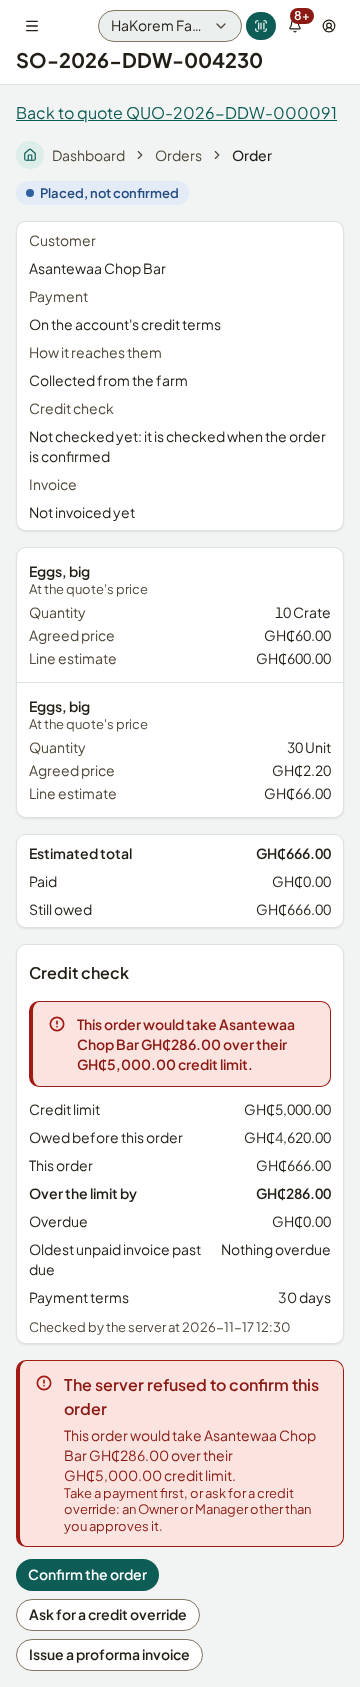 HaKorem Fa...
8+
SO-2026-DDW-004230
Back to quote QUO-2026-DDW-000091
Dashboard > Orders > Order
Placed, not confirmed
Customer
Asantewaa Chop Bar
Payment
On the account's credit terms
How it reaches them
Collected from the farm
Credit check
Not checked yet: it is checked when the order
is confirmed
Invoice
Not invoiced yet
Eggs, big
At the quote's price
Quantity 10 Crate
Agreed price GH₵60.00
Line estimate GH₵600.00
Eggs, big
At the quote's price
Quantity 30 Unit
Agreed price GH₵2.20
Line estimate GH₵66.00
Estimated total GH₵666.00
Paid GH₵0.00
Still owed GH₵666.00
Credit check
This order would take Asantewaa
Chop Bar GH₵286.00 over their
GH₵5,000.00 credit limit.
Credit limit GH₵5,000.00
Owed before this order GH₵4,620.00
This order GH₵666.00
Over the limit by GH₵286.00
Overdue GH₵0.00
Oldest unpaid invoice past Nothing overdue
due
Payment terms 30 days
Checked by the server at 2026-11-17 12:30
The server refused to confirm this
order
This order would take Asantewaa Chop
Bar GH₵286.00 over their
GH₵5,000.00 credit limit.
Take a payment first, or ask for a credit
override: an Owner or Manager other than
you approves it.
Confirm the order
Ask for a credit override
Issue a proforma invoice